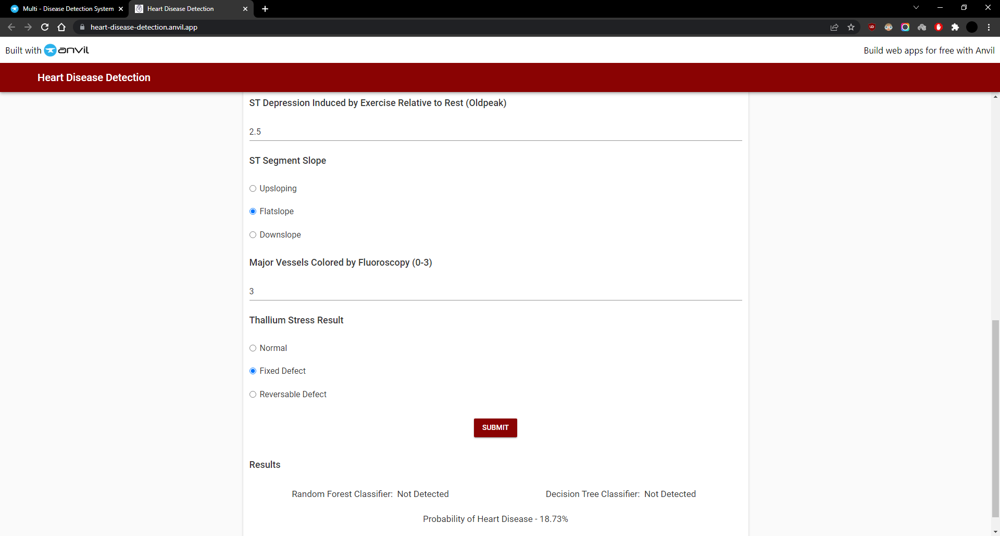 Multi - Disease Detection System
Heart Disease Detection
heart-disease-detection.anvil.app
Built with anvil
Build web apps for free with Anvil
Heart Disease Detection
ST Depression Induced by Exercise Relative to Rest (Oldpeak)
2.5
ST Segment Slope
Upsloping
Flatslope
Downslope
Major Vessels Colored by Fluoroscopy (0-3)
3
Thallium Stress Result
Normal
Fixed Defect
Reversable Defect
SUBMIT
Results
Random Forest Classifier: Not Detected
Decision Tree Classifier: Not Detected
Probability of Heart Disease - 18.73%